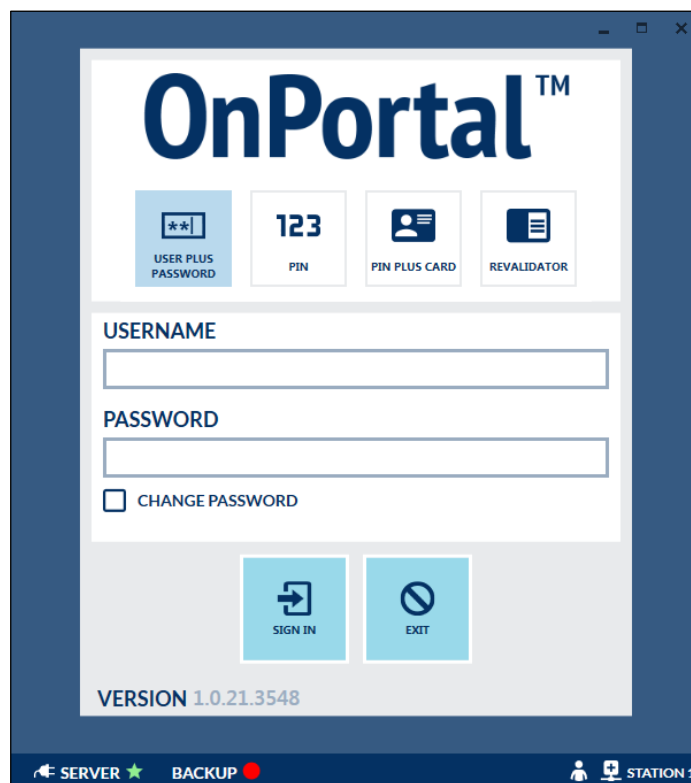 OnPortal™
**|
123
USER PLUS
PASSWORD
PIN
PIN PLUS CARD
REVALIDATOR
USERNAME
PASSWORD
CHANGE PASSWORD
SIGN IN
EXIT
VERSION 1.0.21.3548
SERVER BACKUP STATION 1